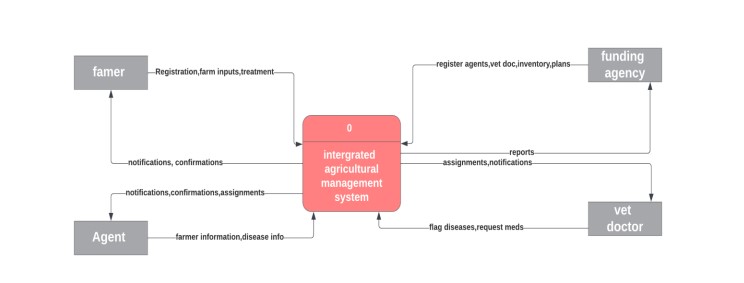 famer
Registration,farm inputs,treatment
register agents,vet doc,inventory,plans
funding
agency
0
intergrated
agricultural
management
system
notifications, confirmations
reports
assignments,notifications
notifications,confirmations,assignments
Agent
farmer information,disease info
flag diseases,request meds
vet
doctor